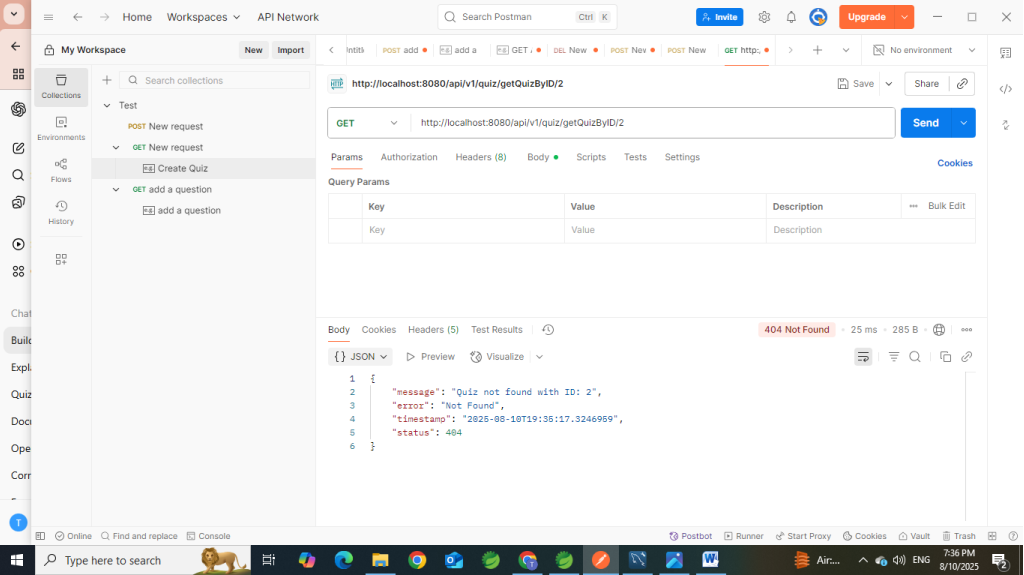 Home Workspaces API Network Search Postman Ctrl K Invite Upgrade
My Workspace New Import
POST add GET DEL New POST New POST New GET http:. No environment
Collections Environments Flows History
Search collections
Test
POST New request
GET New request
e.g. Create Quiz
GET add a question
e.g. add a question
HTTP http://localhost:8080/api/v1/quiz/getQuizByID/2 Save Share
GET http://localhost:8080/api/v1/quiz/getQuizByID/2 Send
Params Authorization Headers (8) Body Scripts Tests Settings Cookies
Query Params
Key Value Description Bulk Edit
Key Value Description
Body Cookies Headers (5) Test Results 404 Not Found 25 ms 285 B
{} JSON Preview Visualize
1 {
2 "message": "Quiz not found with ID: 2",
3 "error": "Not Found",
4 "timestamp": "2025-08-10T19:35:17.3246959",
5 "status": 404
6 }
Online Find and replace Console Postbot Runner Start Proxy Cookies Vault Trash
Type here to search Air:... ENG 7:36 PM
8/10/2025 2
T